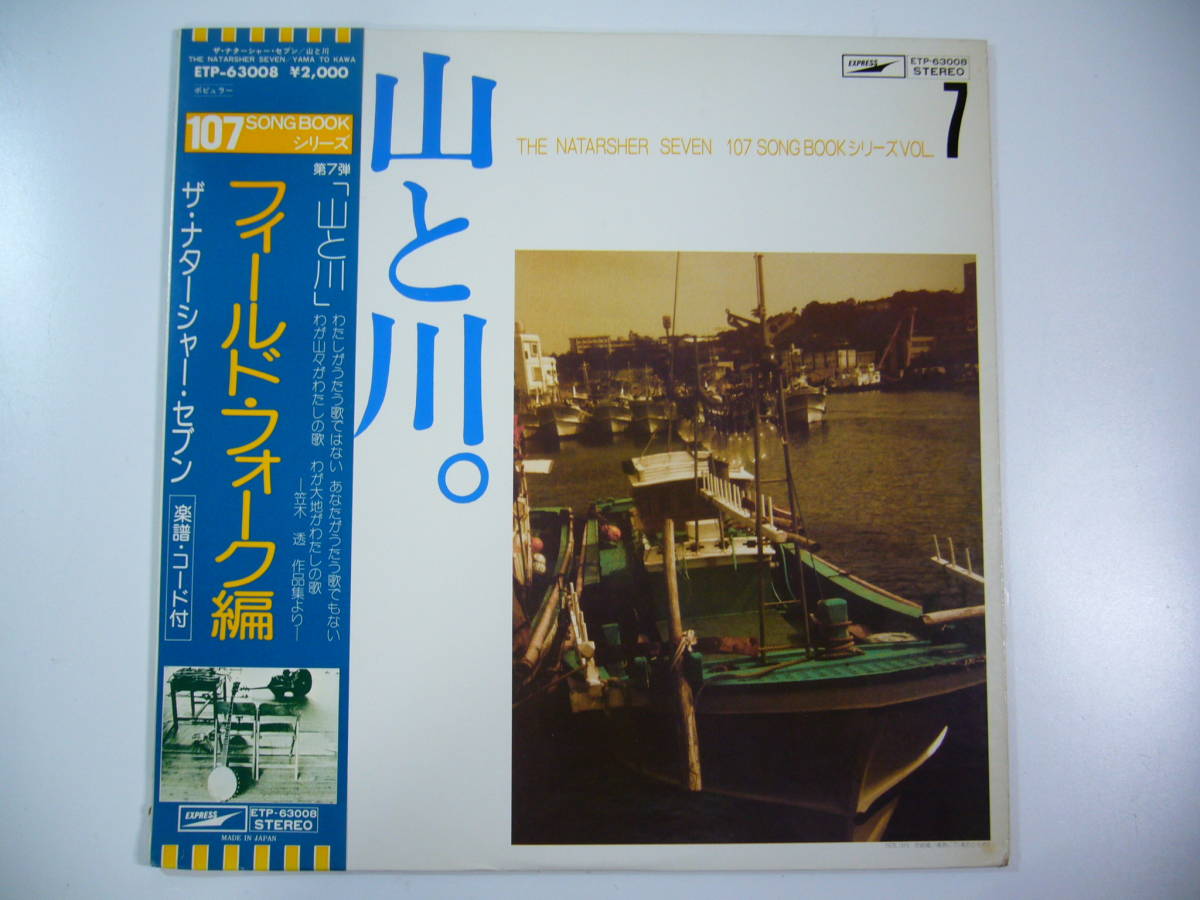 ザ・ナターシャー・セブン/山と川
THE NATARSHER SEVEN/YAMA TO KAWA
ETP-63008 ¥2,000
ポピュラー
107 SONG BOOK
シリーズ
第7弾
「山と川」
わたしがうたう歌ではない あなたがうたう歌でもない
わが山々がわたしの歌 わが大地がわたしの歌
—笠木 透 作品集より—
フィールド・フォーク編
ザ・ナターシャー・セブン
楽譜・コード付
EXPRESS
ETP-63008
STEREO
MADE IN JAPAN
山と川。
EXPRESS
ETP-63008
STEREO
THE NATARSHER SEVEN 107 SONG BOOKシリーズVOL. 7